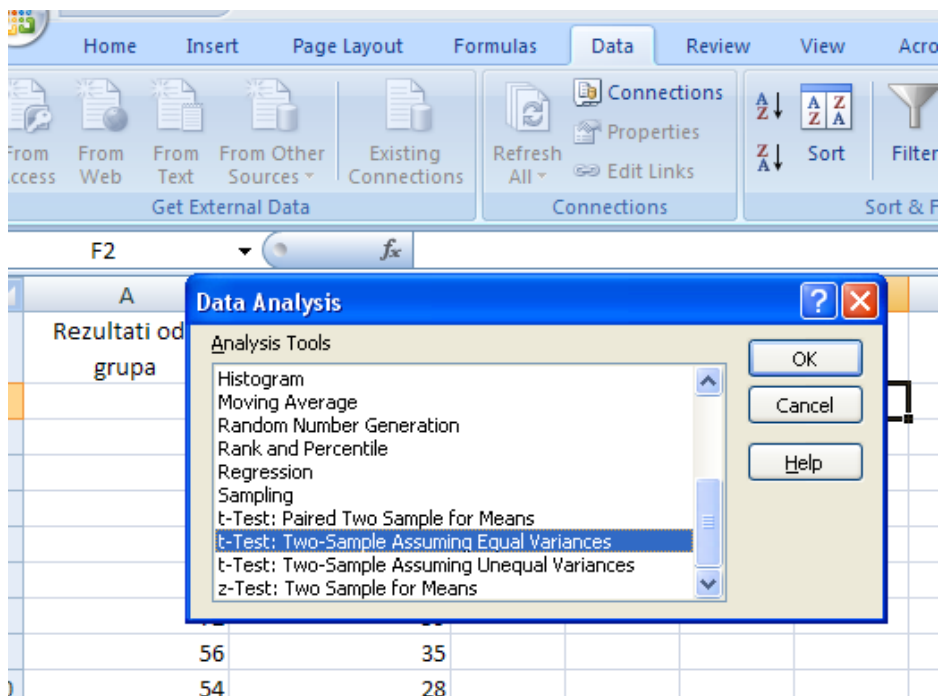 Home Insert Page Layout Formulas Data Review View Acro
From Access From Web From Text From Other Sources Existing Connections
Refresh All Connections Properties Edit Links
Sort Filter
Get External Data Connections Sort & F
F2 fx
A
Rezultati od
grupa
Data Analysis
Analysis Tools
Histogram
Moving Average
Random Number Generation
Rank and Percentile
Regression
Sampling
t-Test: Paired Two Sample for Means
t-Test: Two-Sample Assuming Equal Variances
t-Test: Two-Sample Assuming Unequal Variances
z-Test: Two Sample for Means
OK
Cancel
Help
56 35
54 28